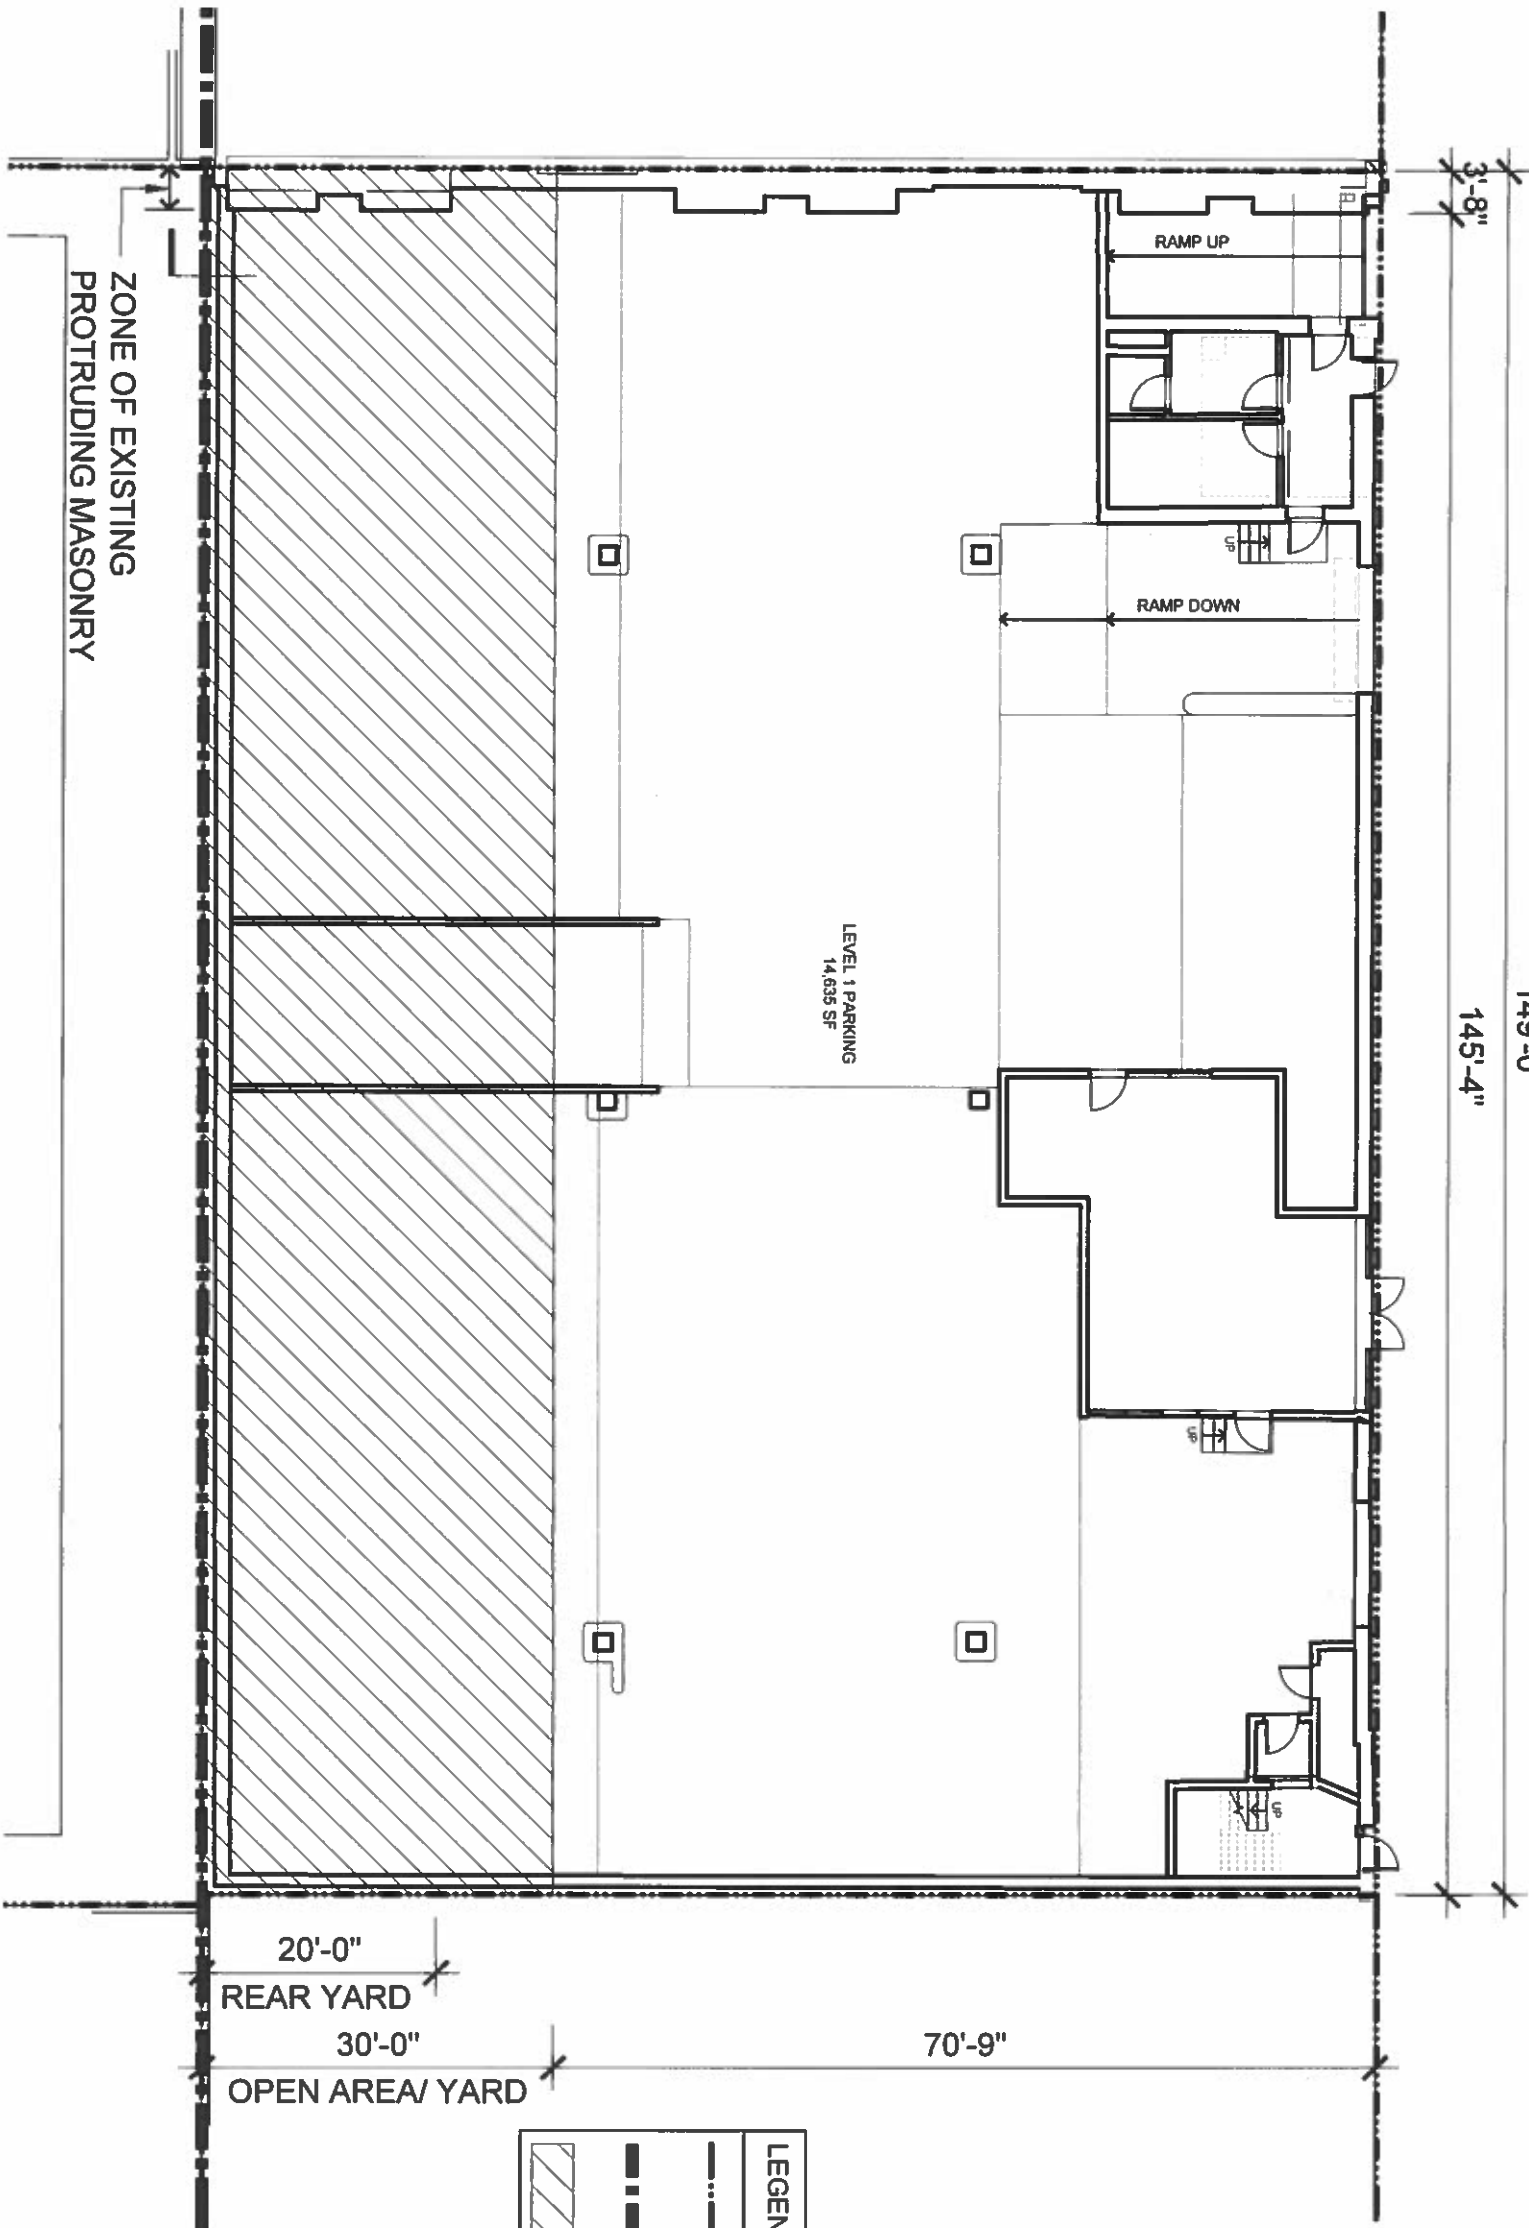 3'-8"
145'-4"
RAMP UP
UP
RAMP DOWN
ZONE OF EXISTING
PROTRUDING MASONRY
LEVEL 1 PARKING
14,635 SF
UP
UP
20'-0"
REAR YARD
30'-0"
70'-9"
OPEN AREA/ YARD